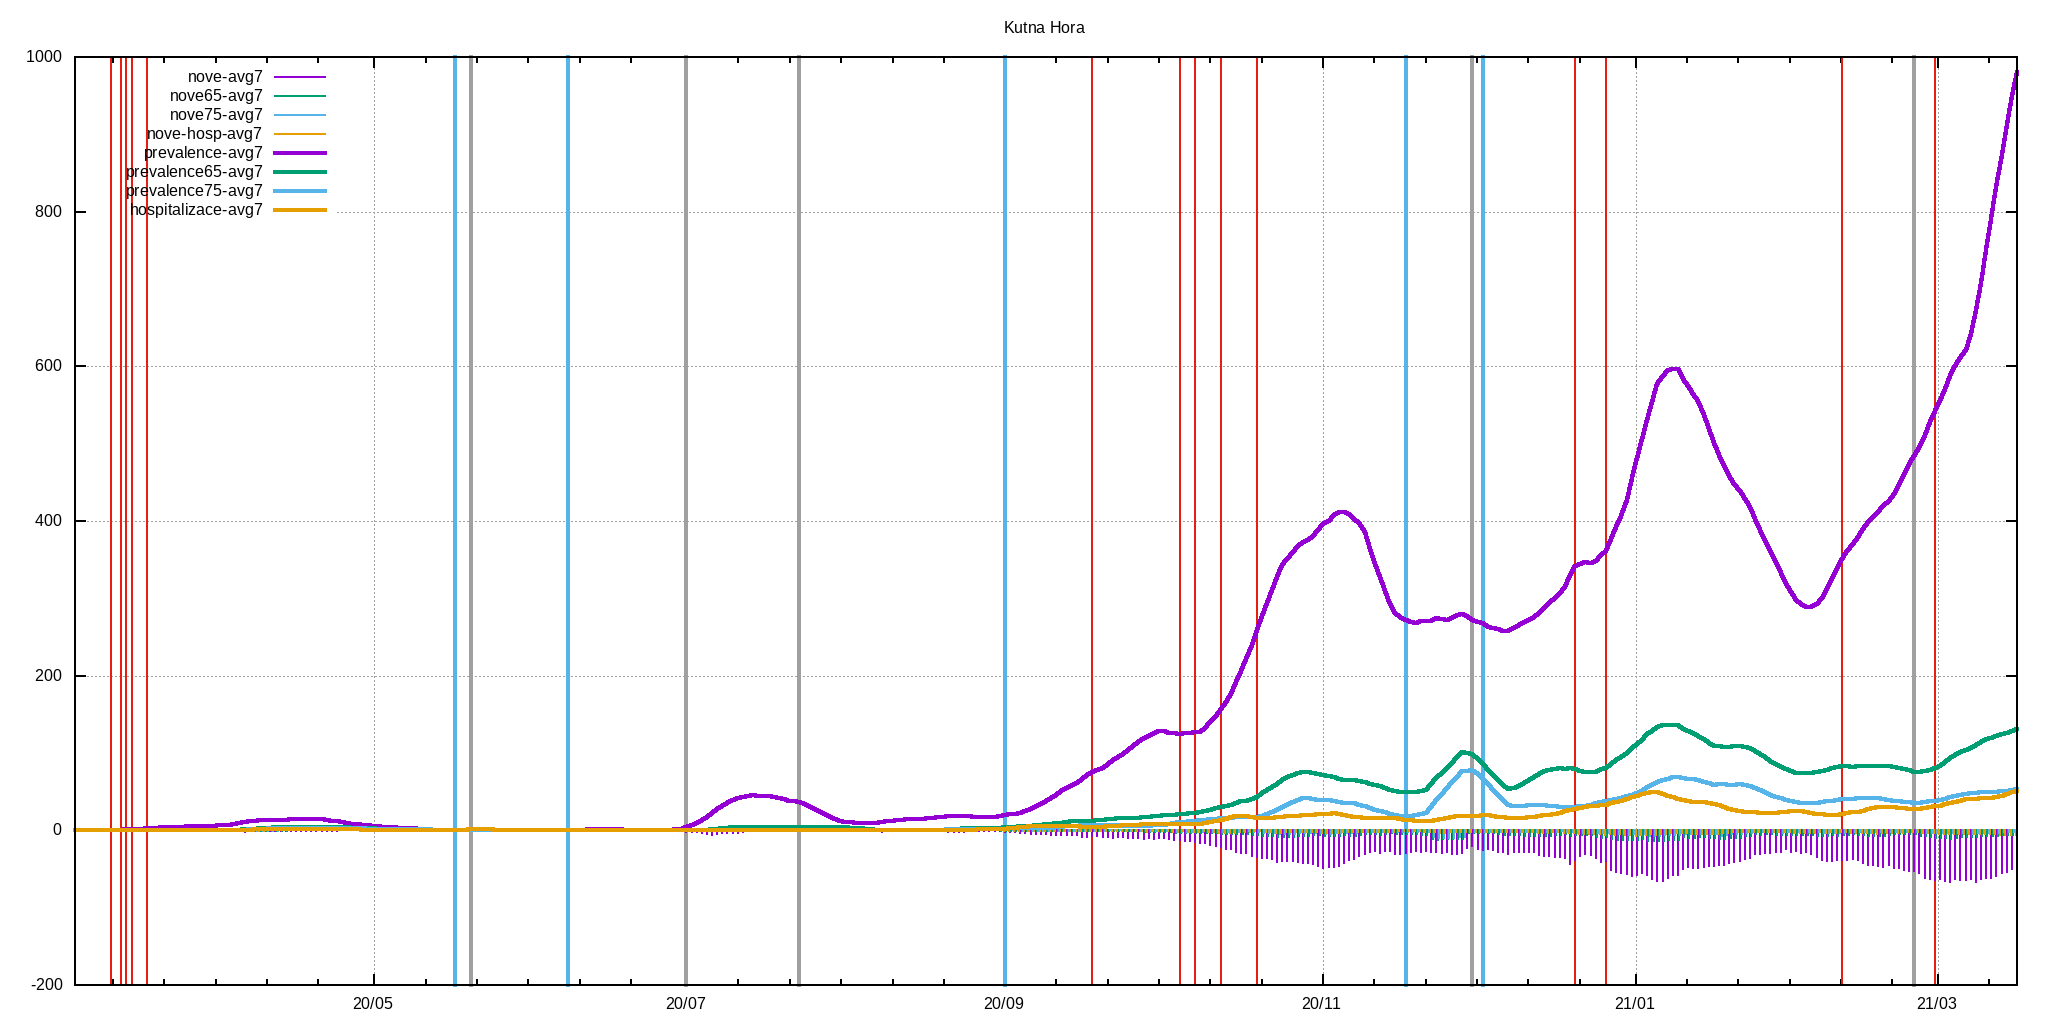 Kutna Hora
1000
800
600
400
200
0
-200
nove-avg7
nove65-avg7
nove75-avg7
nove-hosp-avg7
prevalence-avg7
prevalence65-avg7
prevalence75-avg7
hospitalizace-avg7
20/05 20/07 20/09 20/11 21/01 21/03